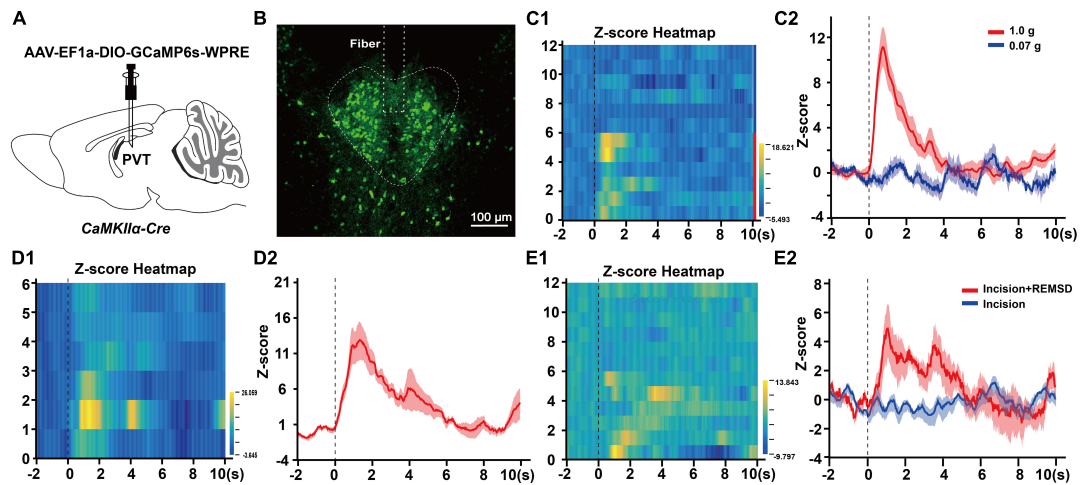 A
AAV-EF1a-DIO-GCaMP6s-WPRE
PVT
CaMKIIα-Cre
B
Fiber
100 μm
C1
Z-score Heatmap
12
10
8
6
4
2
0
-2 0 2 4 6 8 10(s)
18.621
-5.493
C2
1.0 g
0.07 g
Z-score
12
8
4
0
-4
-2 0 2 4 6 8 10(s)
D1
Z-score Heatmap
6
5
4
3
2
1
0
-2 0 2 4 6 8 10(s)
26.059
-3.645
D2
Z-score
21
16
11
6
1
-4
-2 0 2 4 6 8 10(s)
E1
Z-score Heatmap
12
10
8
6
4
2
0
-2 0 2 4 6 8 10(s)
13.843
-9.797
E2
Incision+REMSD
Incision
Z-score
8
6
4
2
0
-2
-4
-2 0 2 4 6 8 10(s)